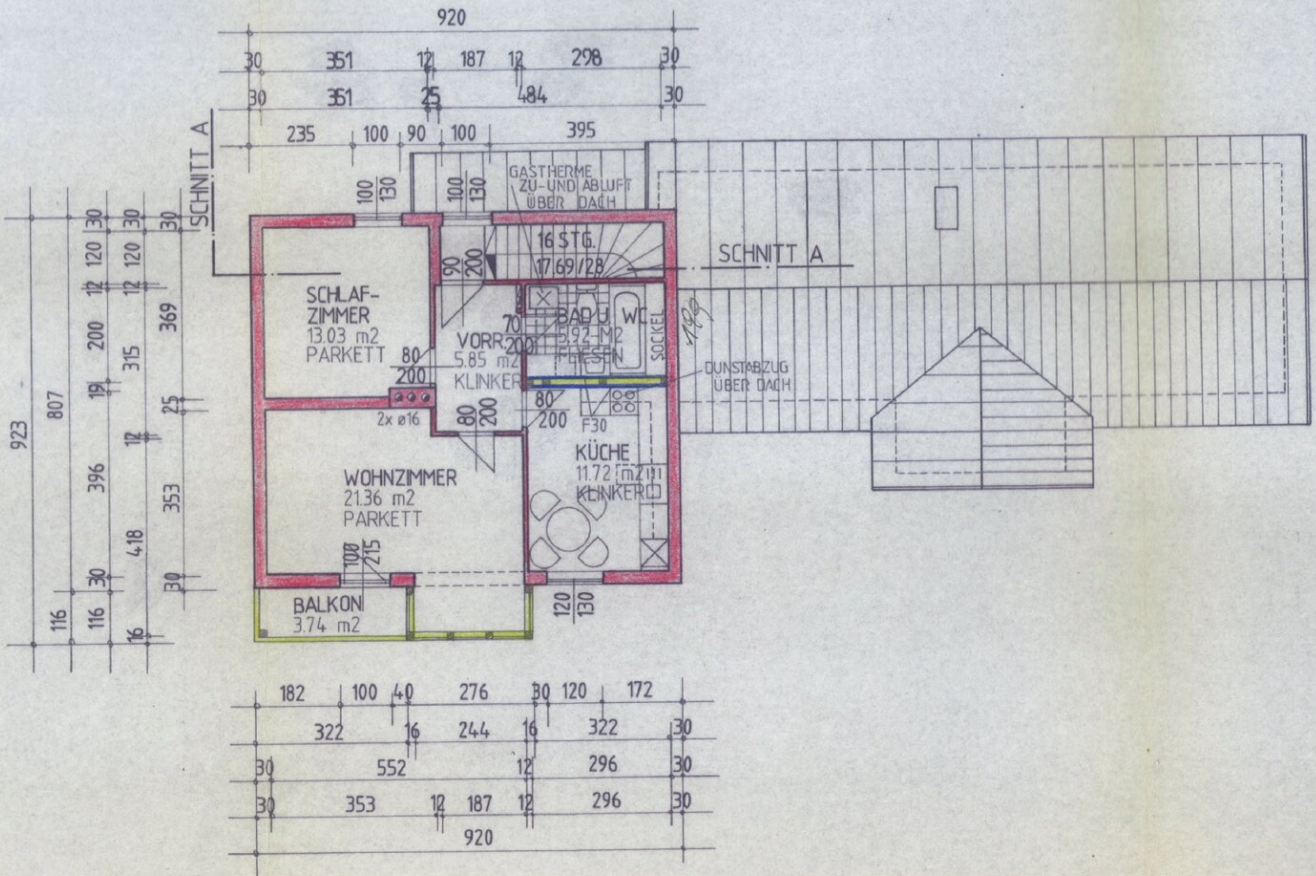 920
30 351 12 187 12 298 30
30 351 25 484 30
235 100 90 100 395
SCHNITT A
100 130
100 130
GASTHERME
ZU-UND ABLUFT
ÜBER DACH
16 STG.
17.69/28
SCHNITT A
90 200
SCHLAF-
ZIMMER
13.03 m2
PARKETT
80
200
VORR.
5.85 m2
KLINKER
70
200
BAD U. WC
5.92 M2
FLIESEN
SOCKEL
DUNSTABZUG
ÜBER DACH
2x ø16
80 200
80
200
F30
KÜCHE
11.72 m2
KLINKER
WOHNZIMMER
21.36 m2
PARKETT
100 215
BALKON
3.74 m2
120 130
923
807 116
30 120 12 200 19 396 30 116
30 120 12 315 12 418 16
30 369 25 353 30
182 100 40 276 30 120 172
322 16 244 16 322 30
30 552 12 296 30
30 353 12 187 12 296 30
920